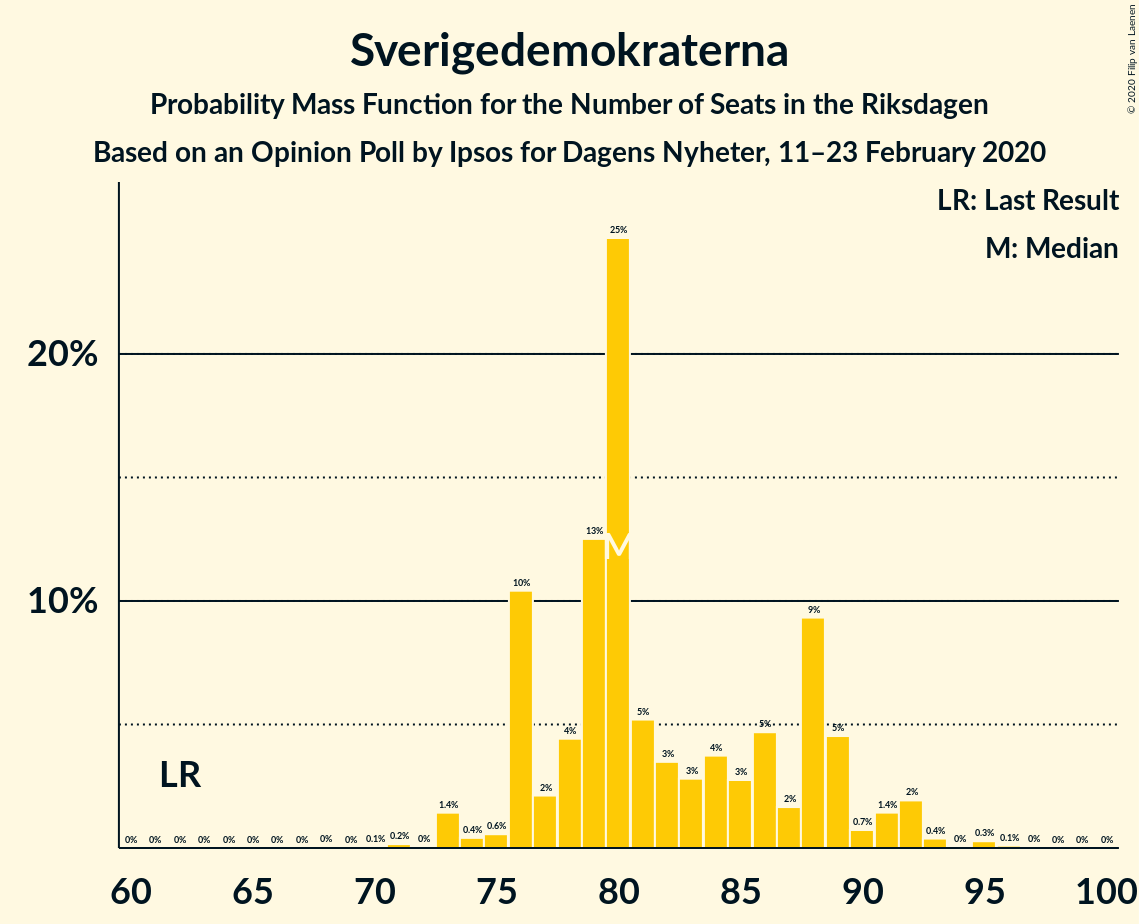 © 2020 Filip van Laenen
Sverigedemokraterna
Probability Mass Function for the Number of Seats in the Riksdagen
Based on an Opinion Poll by Ipsos for Dagens Nyheter, 11–23 February 2020
LR: Last Result
M: Median
25%
20%
13%
M
10%
10%
9%
5%
5%
5%
4%
4%
3%
3%
3%
LR
2%
2%
2%
1.4%
1.4%
0% 0% 0% 0% 0% 0% 0% 0% 0% 0% 0.1% 0.2% 0% 0.4% 0.6% 0.7% 0.4% 0% 0.3% 0.1% 0% 0% 0% 0%
60 65 70 75 80 85 90 95 100